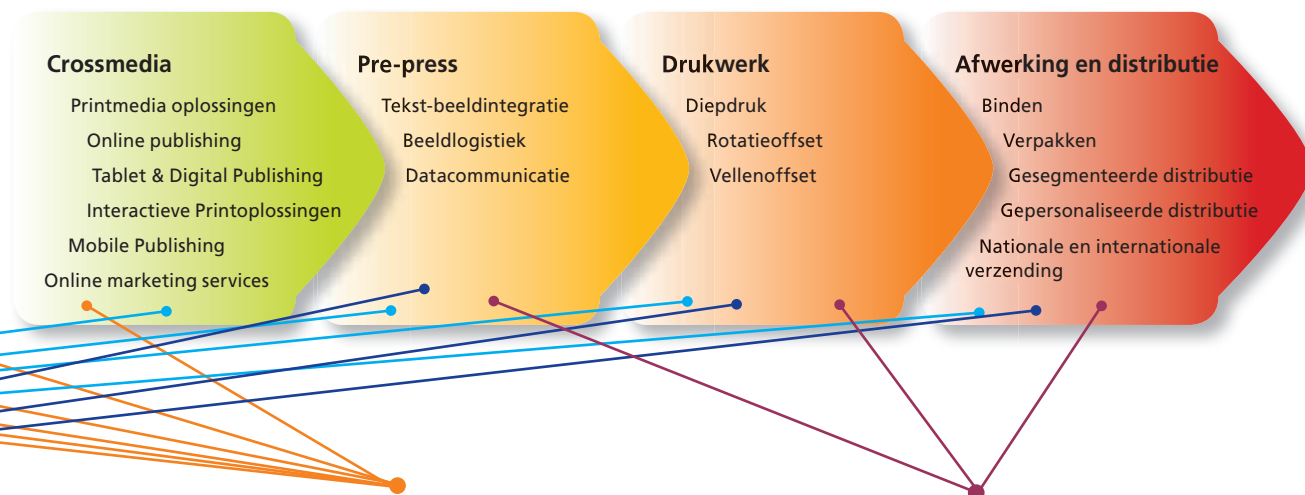 Crossmedia
Printmedia oplossingen
Online publishing
Tablet & Digital Publishing
Interactieve Printoplossingen
Mobile Publishing
Online marketing services
Pre-press
Tekst-beeldintegratie
Beeldlogistiek
Datacommunicatie
Drukwerk
Diepdruk
Rotatieoffset
Vellenoffset
Afwerking en distributie
Binden
Verpakken
Gesegmenteerde distributie
Gepersonaliseerde distributie
Nationale en internationale
verzending